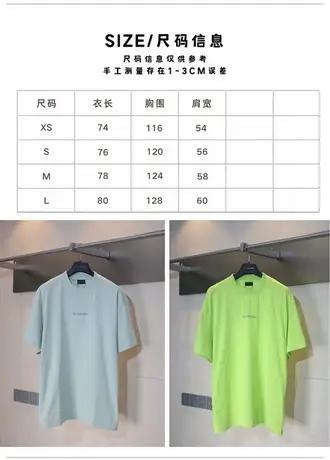 SIZE/尺码信息
尺码信息仅供参考
手工测量存在1-3CM误差
尺码 衣长 胸围 肩宽
XS 74 116 54
S 76 120 56
M 78 124 58
L 80 128 60